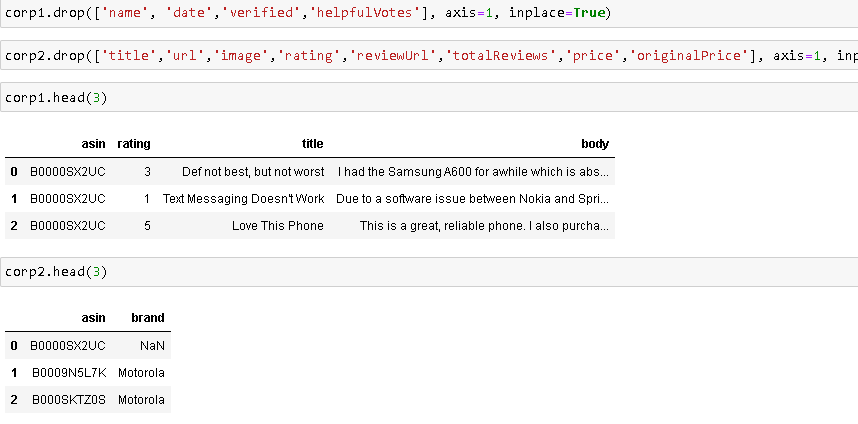 corp1.drop(['name', 'date','verified','helpfulVotes'], axis=1, inplace=True)
corp2.drop(['title','url','image','rating','reviewUrl','totalReviews','price','originalPrice'], axis=1, inp
corp1.head(3)
asin rating title body
0 B0000SX2UC 3 Def not best, but not worst I had the Samsung A600 for awhile which is abs...
1 B0000SX2UC 1 Text Messaging Doesn't Work Due to a software issue between Nokia and Spri...
2 B0000SX2UC 5 Love This Phone This is a great, reliable phone. I also purcha...
corp2.head(3)
asin brand
0 B0000SX2UC NaN
1 B0009N5L7K Motorola
2 B000SKTZ0S Motorola